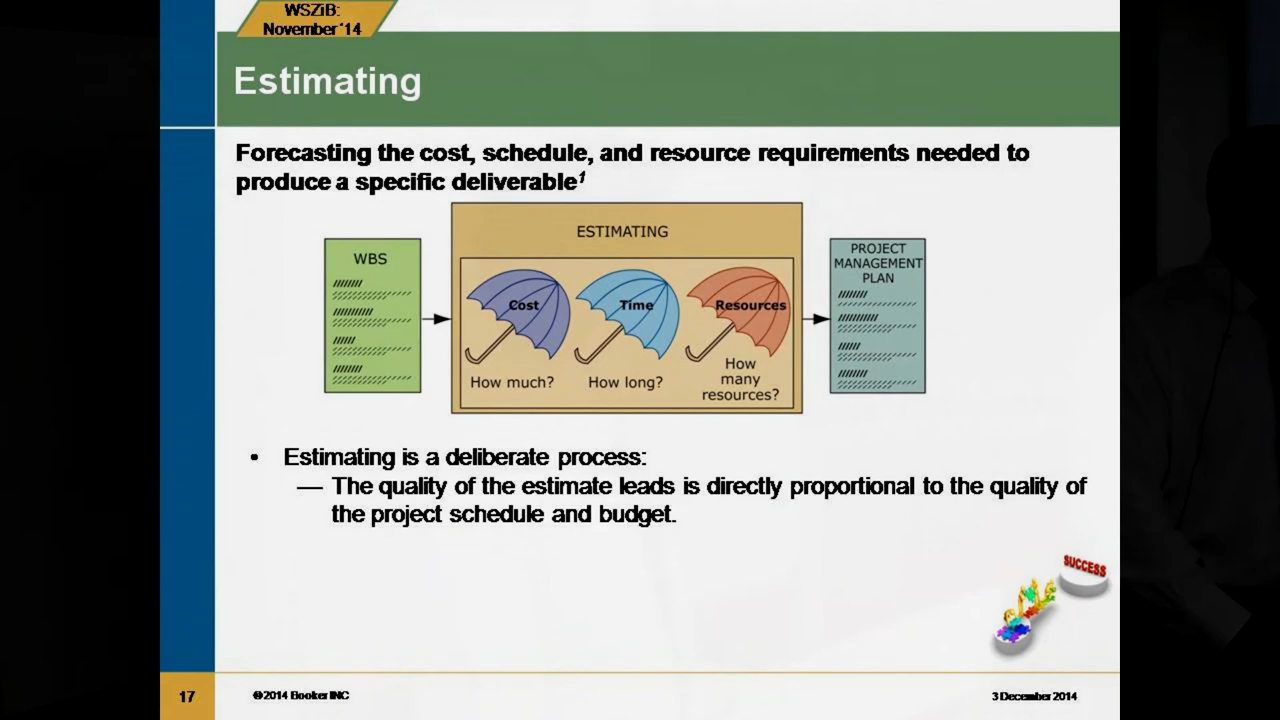 WSZiB:
November '14
Estimating
Forecasting the cost, schedule, and resource requirements needed to
produce a specific deliverable¹
ESTIMATING
WBS
Cost
Time
Resources
How much?
How long?
How
many
resources?
PROJECT
MANAGEMENT
PLAN
• Estimating is a deliberate process:
— The quality of the estimate leads is directly proportional to the quality of
the project schedule and budget.
SUCCESS
17
©2014 Booker INC
3 December 2014